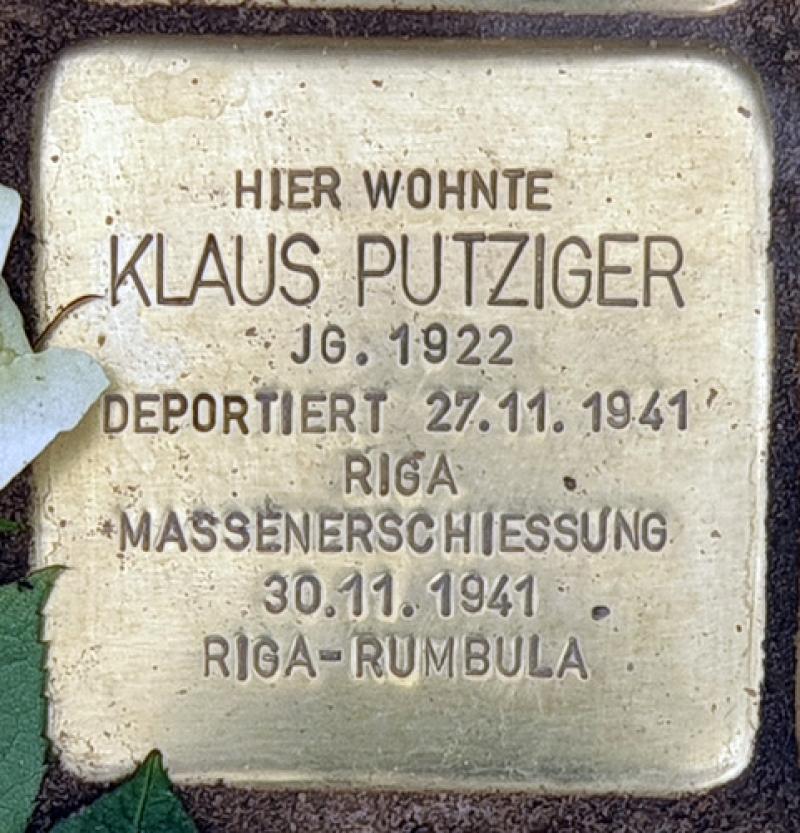 HIER WOHNTE
KLAUS PUTZIGER
JG. 1922
DEPORTIERT 27.11.1941
RIGA
MASSENERSCHIESSUNG
30.11.1941
RIGA-RUMBULA